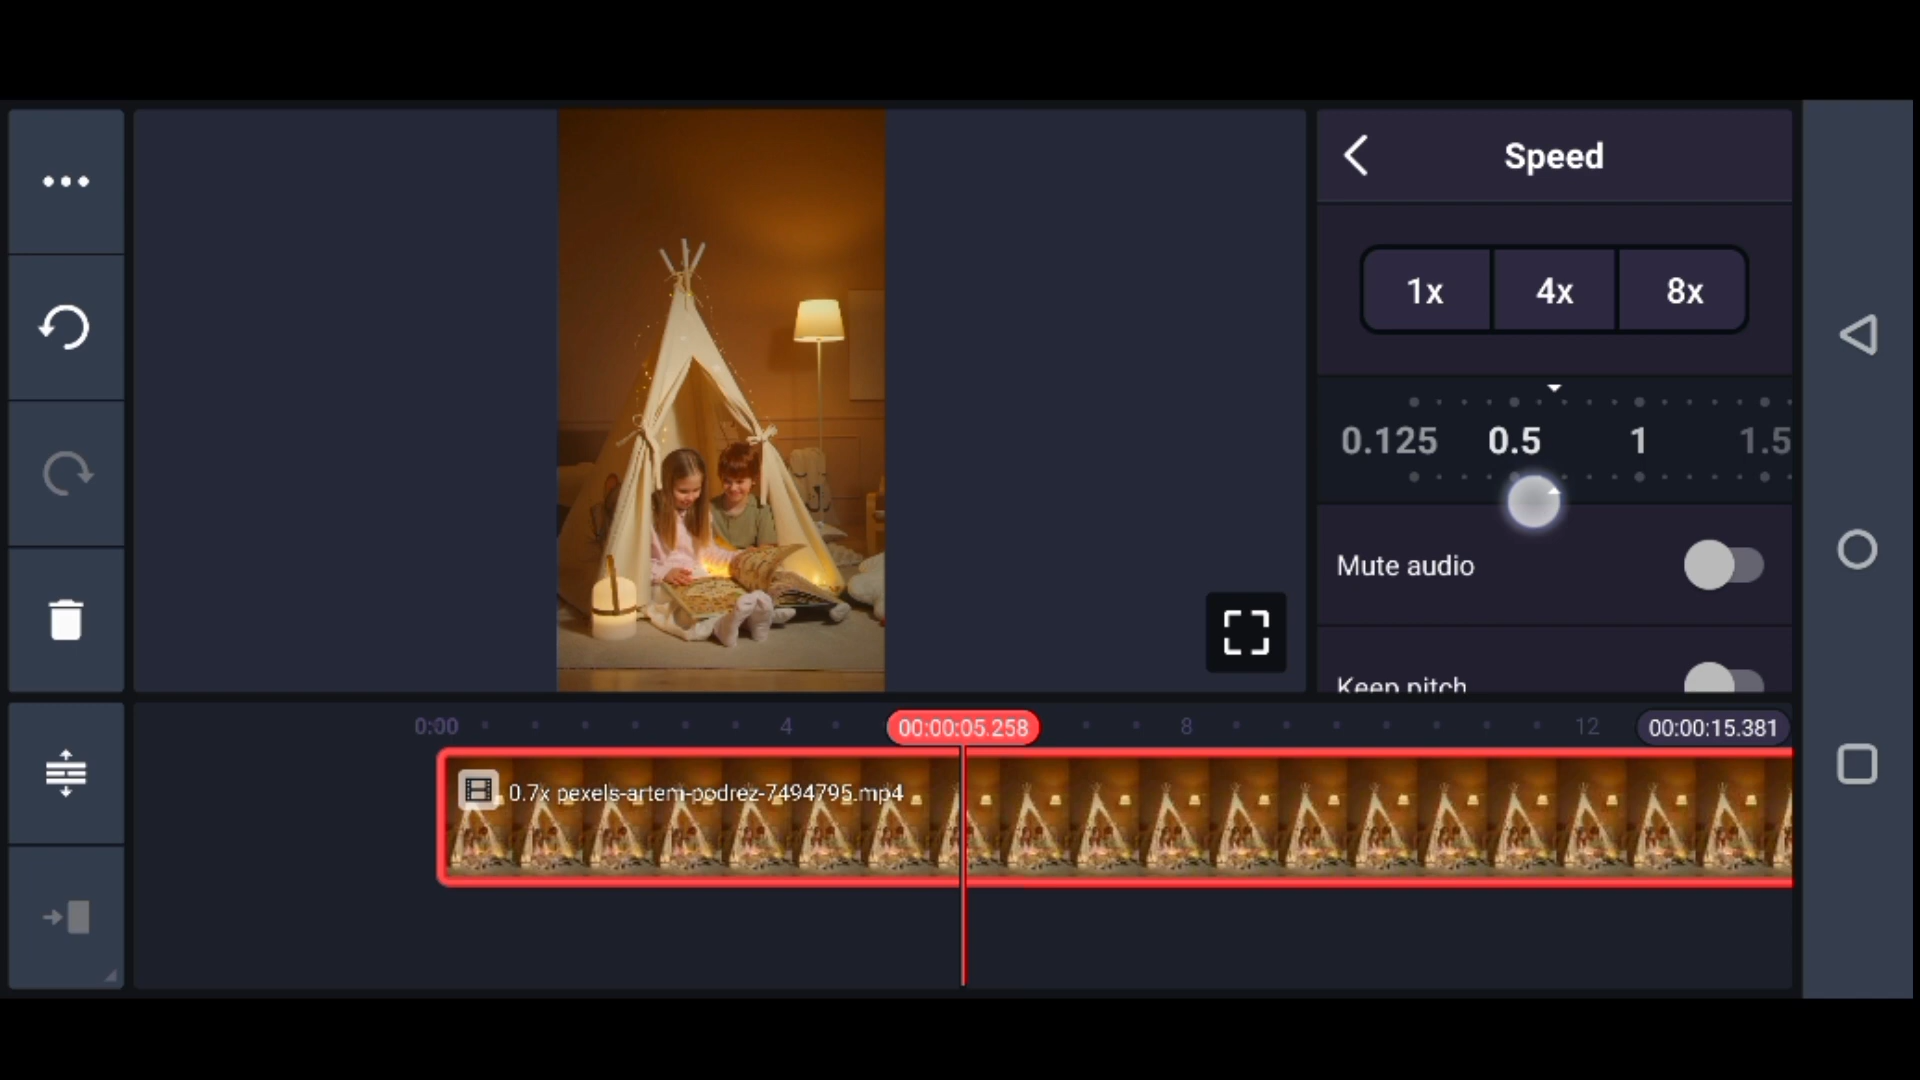 Speed
1x 4x 8x
0.125 0.5 1 1.5
Mute audio
Keep pitch
0:00 4 00:00:05.258 8 12 00:00:15.381
0.7x pexels-artem-podrez-7494795.mp4